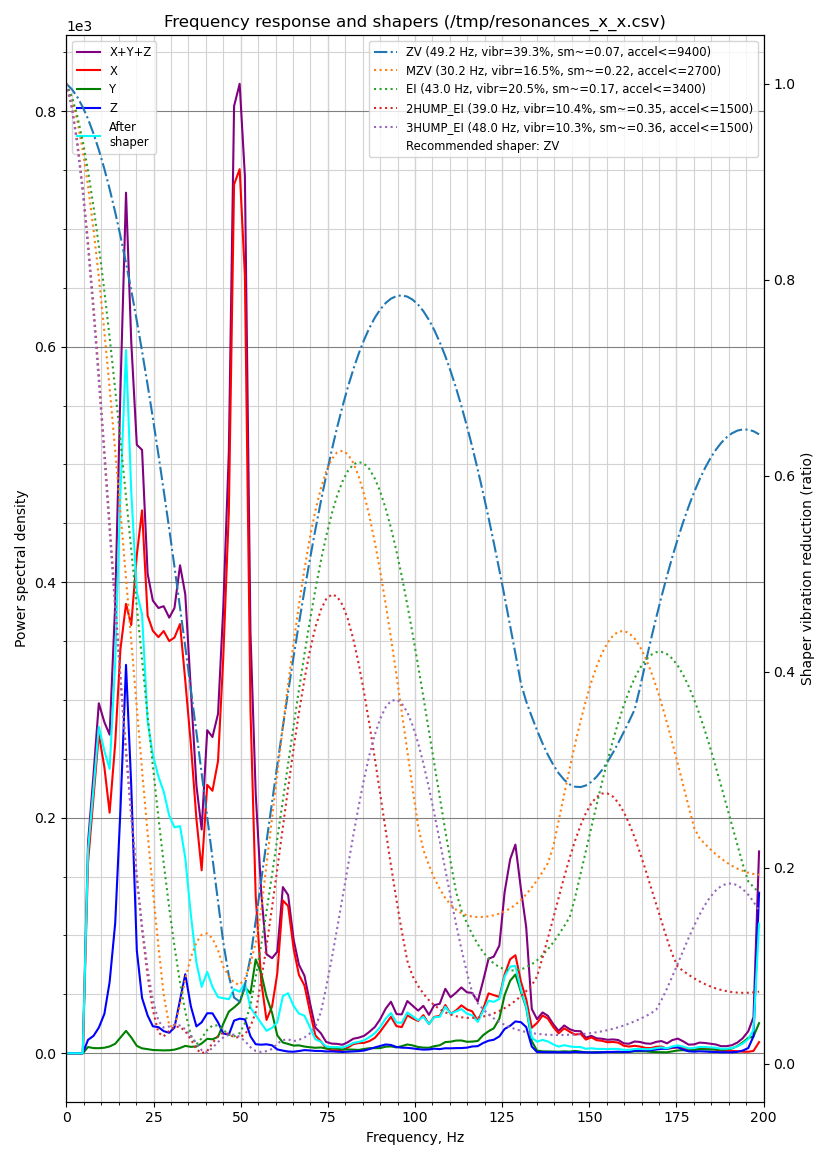 Frequency response and shapers (/tmp/resonances_x_x.csv)
1e3
X+Y+Z
X
Y
Z
After
shaper
ZV (49.2 Hz, vibr=39.3%, sm~=0.07, accel<=9400)
MZV (30.2 Hz, vibr=16.5%, sm~=0.22, accel<=2700)
EI (43.0 Hz, vibr=20.5%, sm~=0.17, accel<=3400)
2HUMP_EI (39.0 Hz, vibr=10.4%, sm~=0.35, accel<=1500)
3HUMP_EI (48.0 Hz, vibr=10.3%, sm~=0.36, accel<=1500)
Recommended shaper: ZV
Power spectral density
0.8
0.6
0.4
0.2
0.0
1.0
0.8
0.6
0.4
0.2
0.0
Shaper vibration reduction (ratio)
0 25 50 75 100 125 150 175 200
Frequency, Hz